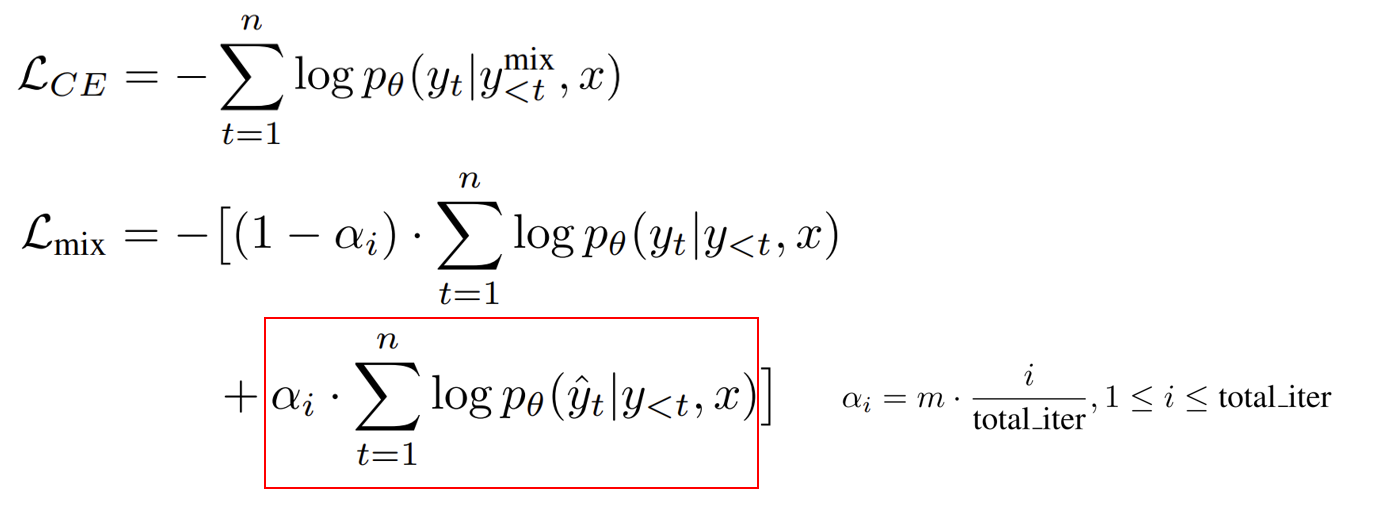 $\mathcal{L}_{CE} = -\sum_{t=1}^{n} \log p_\theta(y_t|y_{<t}^{\text{mix}}, x)$
$\mathcal{L}_{\text{mix}} = -[(1 - \alpha_i) \cdot \sum_{t=1}^{n} \log p_\theta(y_t|y_{<t}, x)$
$+ \alpha_i \cdot \sum_{t=1}^{n} \log p_\theta(\hat{y}_t|y_{<t}, x)]$ $\alpha_i = m \cdot \frac{i}{\text{total\_iter}}, 1 \leq i \leq \text{total\_iter}$